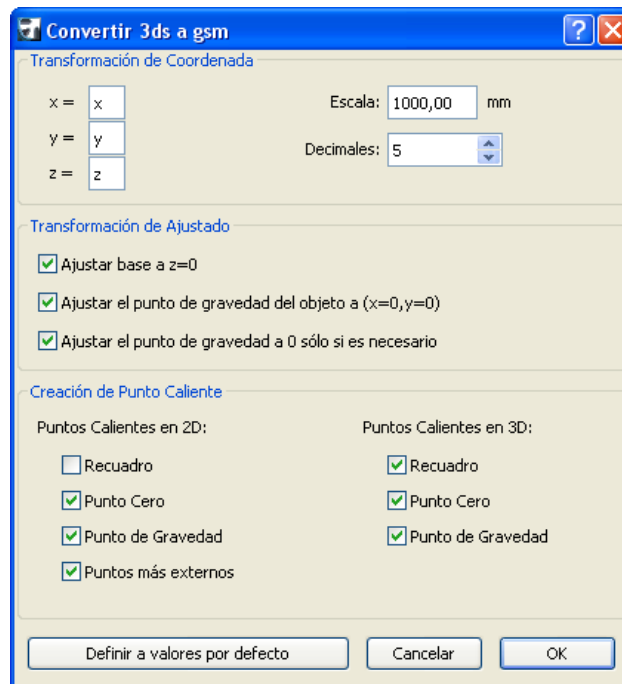 Convertir 3ds a gsm
Transformación de Coordenada
x = x
Escala: 1000,00 mm
y = y
Decimales: 5
z = z
Transformación de Ajustado
Ajustar base a z=0
Ajustar el punto de gravedad del objeto a (x=0,y=0)
Ajustar el punto de gravedad a 0 sólo si es necesario
Creación de Punto Caliente
Puntos Calientes en 2D:
Recuadro
Punto Cero
Punto de Gravedad
Puntos más externos
Puntos Calientes en 3D:
Recuadro
Punto Cero
Punto de Gravedad
Definir a valores por defecto
Cancelar
OK